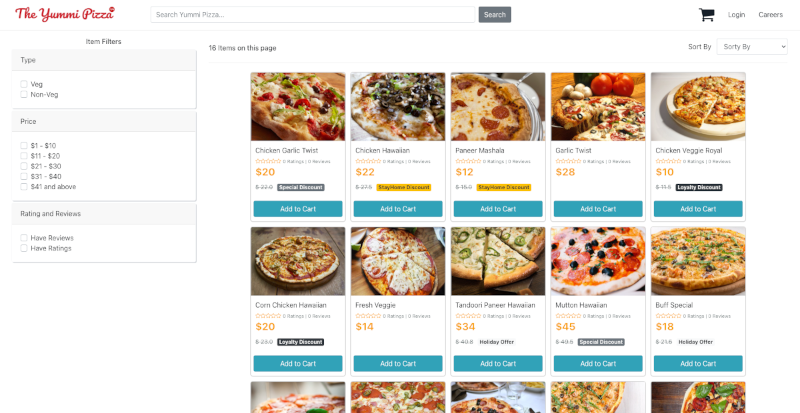 The Yummi Pizza
Search Yummi Pizza...
Search
Login
Careers
Item Filters
Type
Veg
Non-Veg
Price
$1 - $10
$11 - $20
$21 - $30
$31 - $40
$41 and above
Rating and Reviews
Have Reviews
Have Ratings
16 Items on this page
Sort By
Sorty By
Chicken Garlic Twist
0 Ratings | 0 Reviews
$20
$ 22.0 Special Discount
Add to Cart
Chicken Hawaiian
0 Ratings | 0 Reviews
$22
$ 27.5 StayHome Discount
Add to Cart
Paneer Mashala
0 Ratings | 0 Reviews
$12
$ 15.0 StayHome Discount
Add to Cart
Garlic Twist
0 Ratings | 0 Reviews
$28
Add to Cart
Chicken Veggie Royal
0 Ratings | 0 Reviews
$10
$ 11.5 Loyalty Discount
Add to Cart
Corn Chicken Hawaiian
0 Ratings | 0 Reviews
$20
$ 23.0 Loyalty Discount
Add to Cart
Fresh Veggie
0 Ratings | 0 Reviews
$14
Add to Cart
Tandoori Paneer Hawaiian
0 Ratings | 0 Reviews
$34
$ 40.8 Holiday Offer
Add to Cart
Mutton Hawaiian
0 Ratings | 0 Reviews
$45
$ 49.5 Special Discount
Add to Cart
Buff Special
0 Ratings | 0 Reviews
$18
$ 21.6 Holiday Offer
Add to Cart